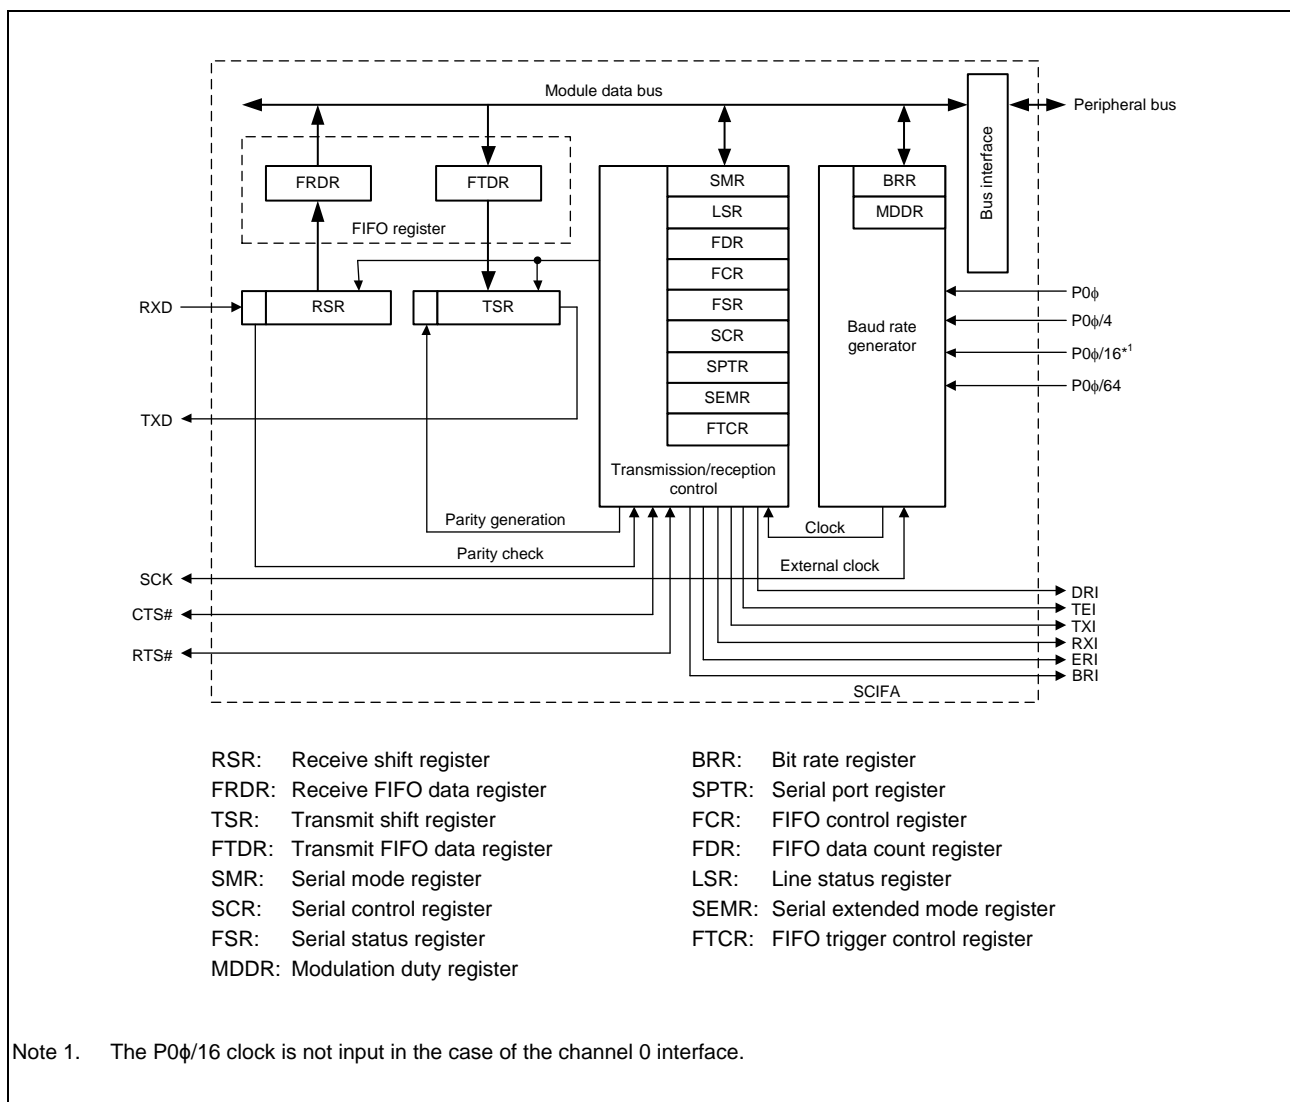 Module data bus
Peripheral bus
Bus interface
FRDR
FTDR
FIFO register
SMR
LSR
FDR
FCR
FSR
SCR
SPTR
SEMR
FTCR
Transmission/reception
control
BRR
MDDR
Baud rate
generator
RXD
RSR
TSR
P0ϕ
P0ϕ/4
P0ϕ/16*1
P0ϕ/64
TXD
Parity generation
Parity check
Clock
External clock
SCK
CTS#
RTS#
DRI
TEI
TXI
RXI
ERI
BRI
SCIFA
RSR: Receive shift register
FRDR: Receive FIFO data register
TSR: Transmit shift register
FTDR: Transmit FIFO data register
SMR: Serial mode register
SCR: Serial control register
FSR: Serial status register
MDDR: Modulation duty register
BRR: Bit rate register
SPTR: Serial port register
FCR: FIFO control register
FDR: FIFO data count register
LSR: Line status register
SEMR: Serial extended mode register
FTCR: FIFO trigger control register
Note 1. The P0ϕ/16 clock is not input in the case of the channel 0 interface.